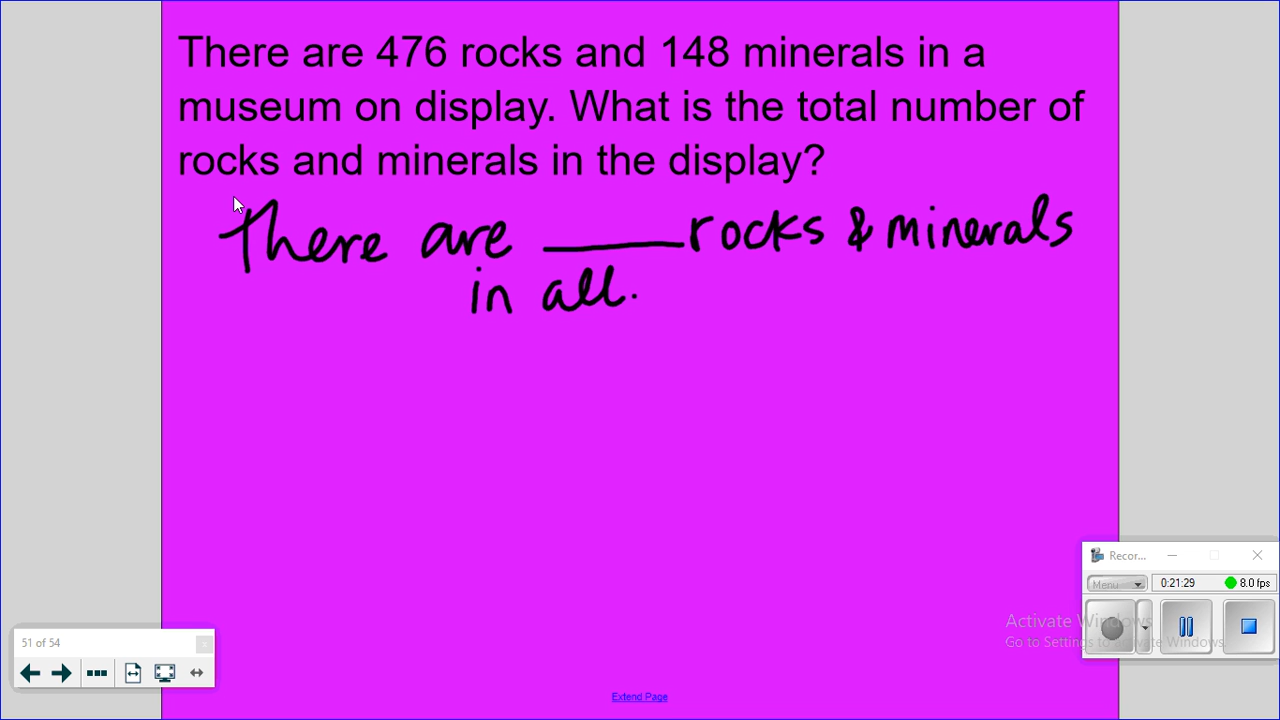 There are 476 rocks and 148 minerals in a
museum on display. What is the total number of
rocks and minerals in the display?
There are ____ rocks & minerals
in all.
Recor...
Menu
0:21:29
8.0 fps
Activate Windows
Go to Settings to activate Windows.
51 of 54
Extend Page